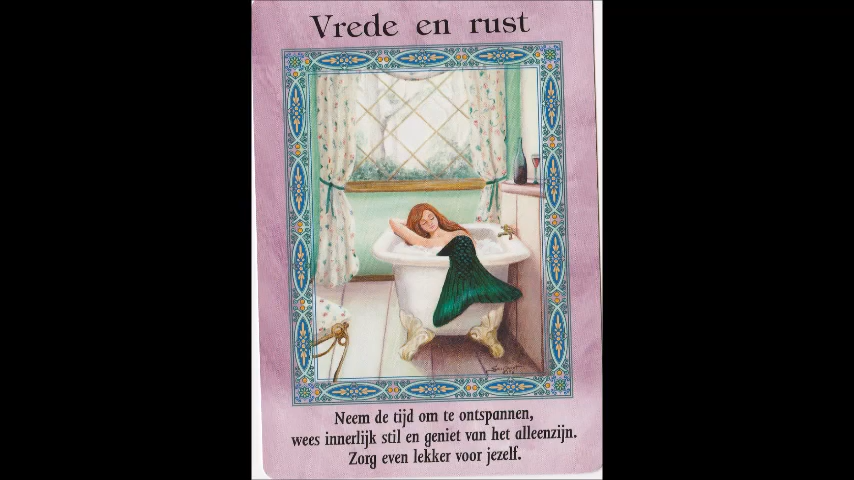 Vrede en rust
Neem de tijd om te ontspannen,
wees innerlijk stil en geniet van het alleenzijn.
Zorg even lekker voor jezelf.